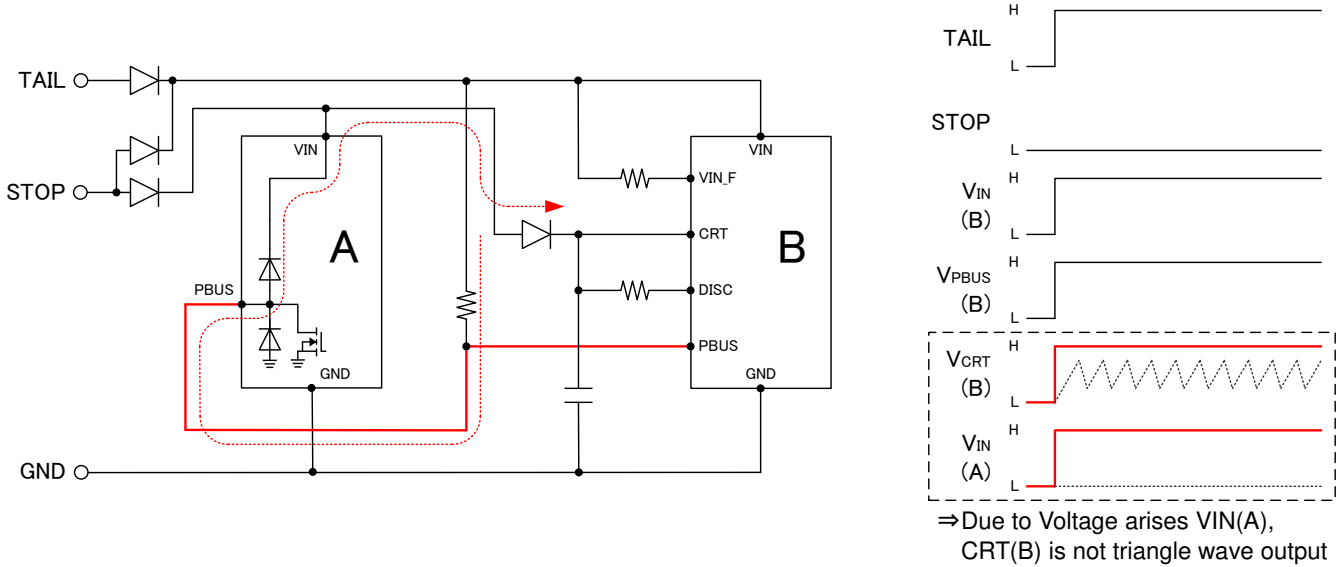 TAIL
STOP
GND
VIN
PBUS
A
GND
VIN
VIN_F
CRT
DISC
PBUS
GND
B
TAIL
H
L
STOP
L
VIN
(B)
H
L
VPBUS
(B)
H
L
VCRT
(B)
H
L
VIN
(A)
H
L
⇒Due to Voltage arises VIN(A),
CRT(B) is not triangle wave output